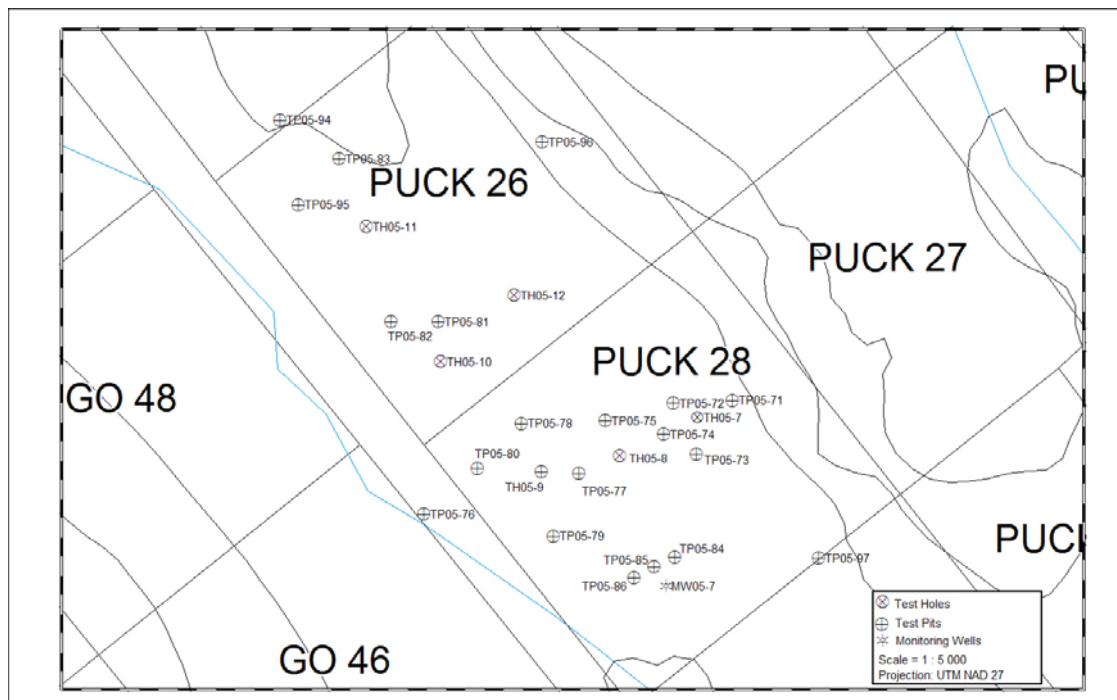 PU
TP05-94
TP05-83
TP05-96
PUCK 26
TP05-95
TH05-11
PUCK 27
TH05-12
TP05-81
TP05-82
TH05-10
PUCK 28
GO 48
TP05-72
TP05-71
TH05-7
TP05-78
TP05-75
TP05-74
TP05-80
TH05-8
TP05-73
TH05-9
TP05-77
TP05-76
TP05-79
PUCK
TP05-84
TP05-85
TP05-97
TP05-86
MW05-7
GO 46
Test Holes
Test Pits
Monitoring Wells
Scale = 1 : 5 000
Projection: UTM NAD 27